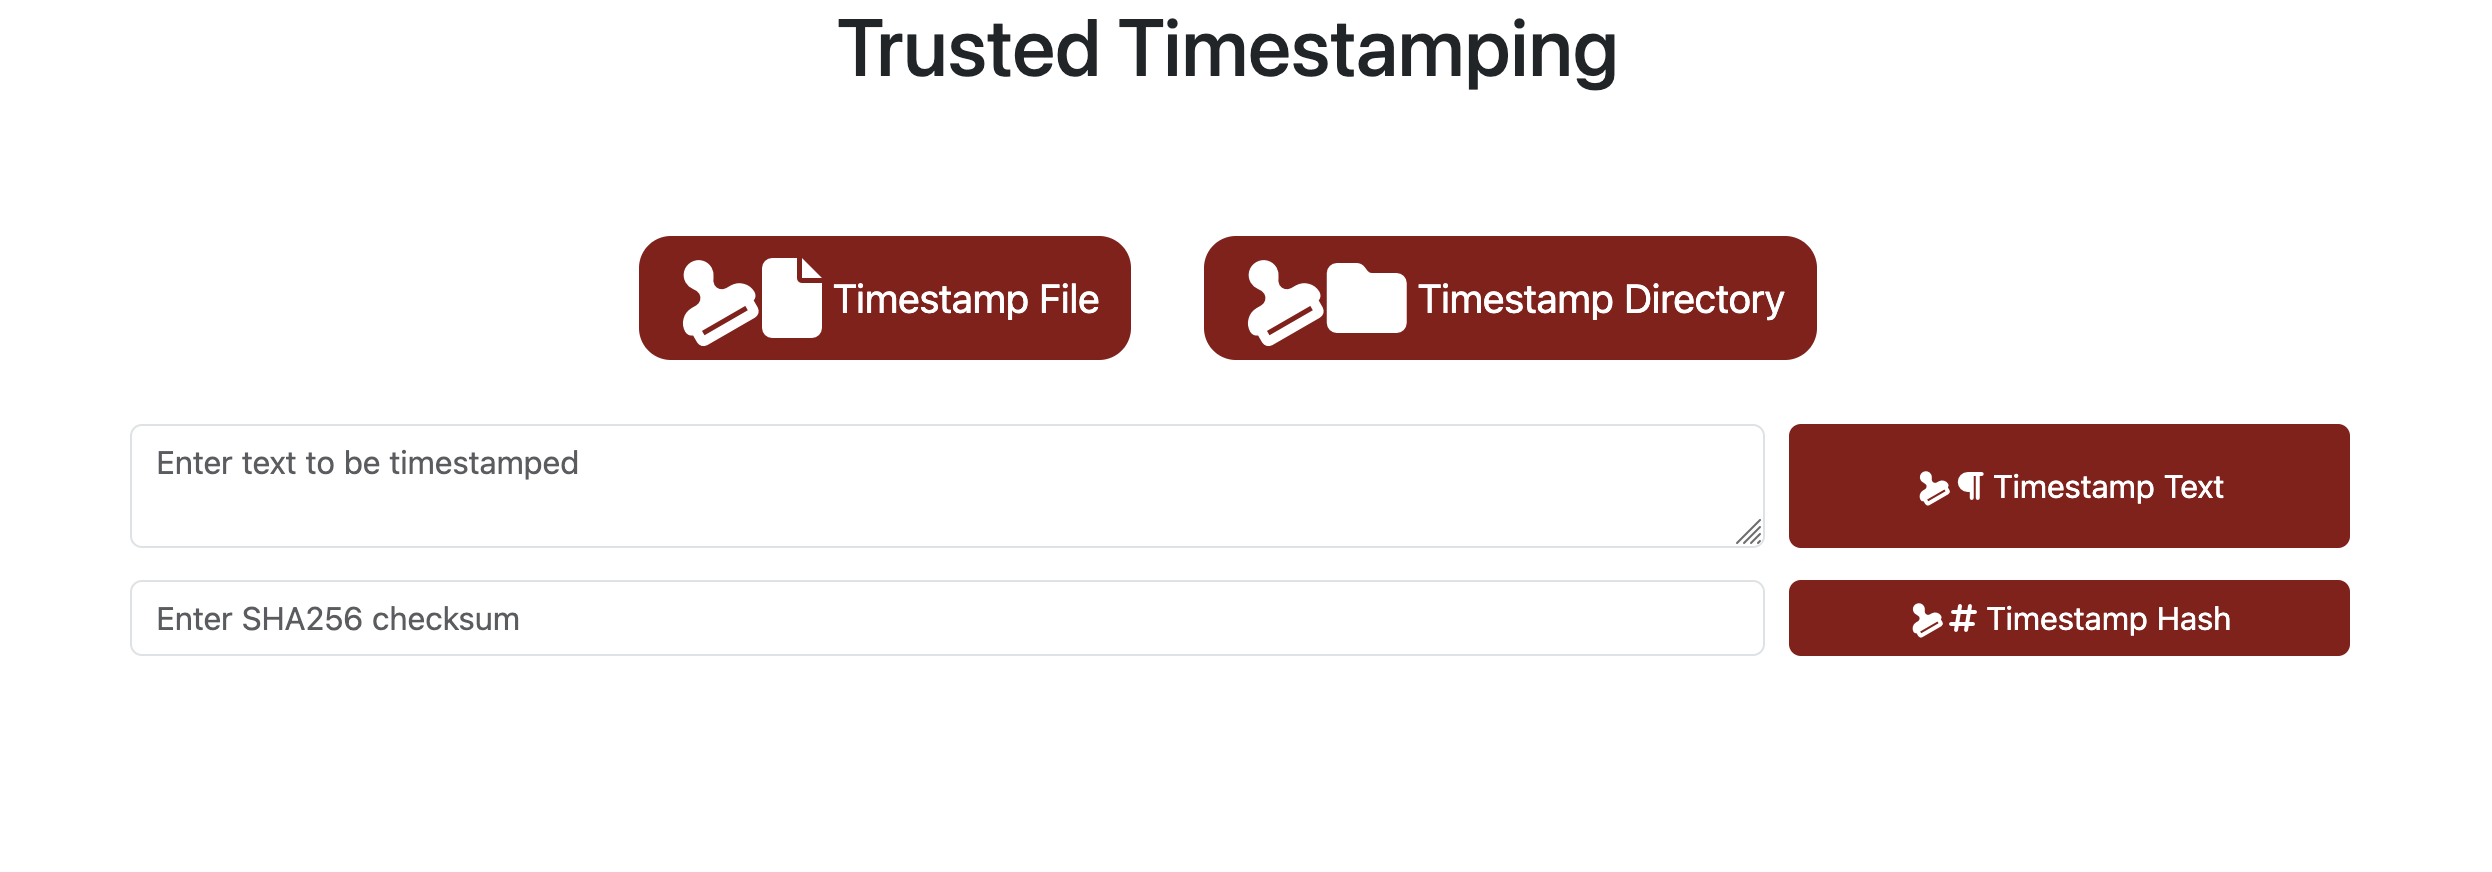 Trusted Timestamping
Timestamp File
Timestamp Directory
Enter text to be timestamped
¶ Timestamp Text
Enter SHA256 checksum
# Timestamp Hash